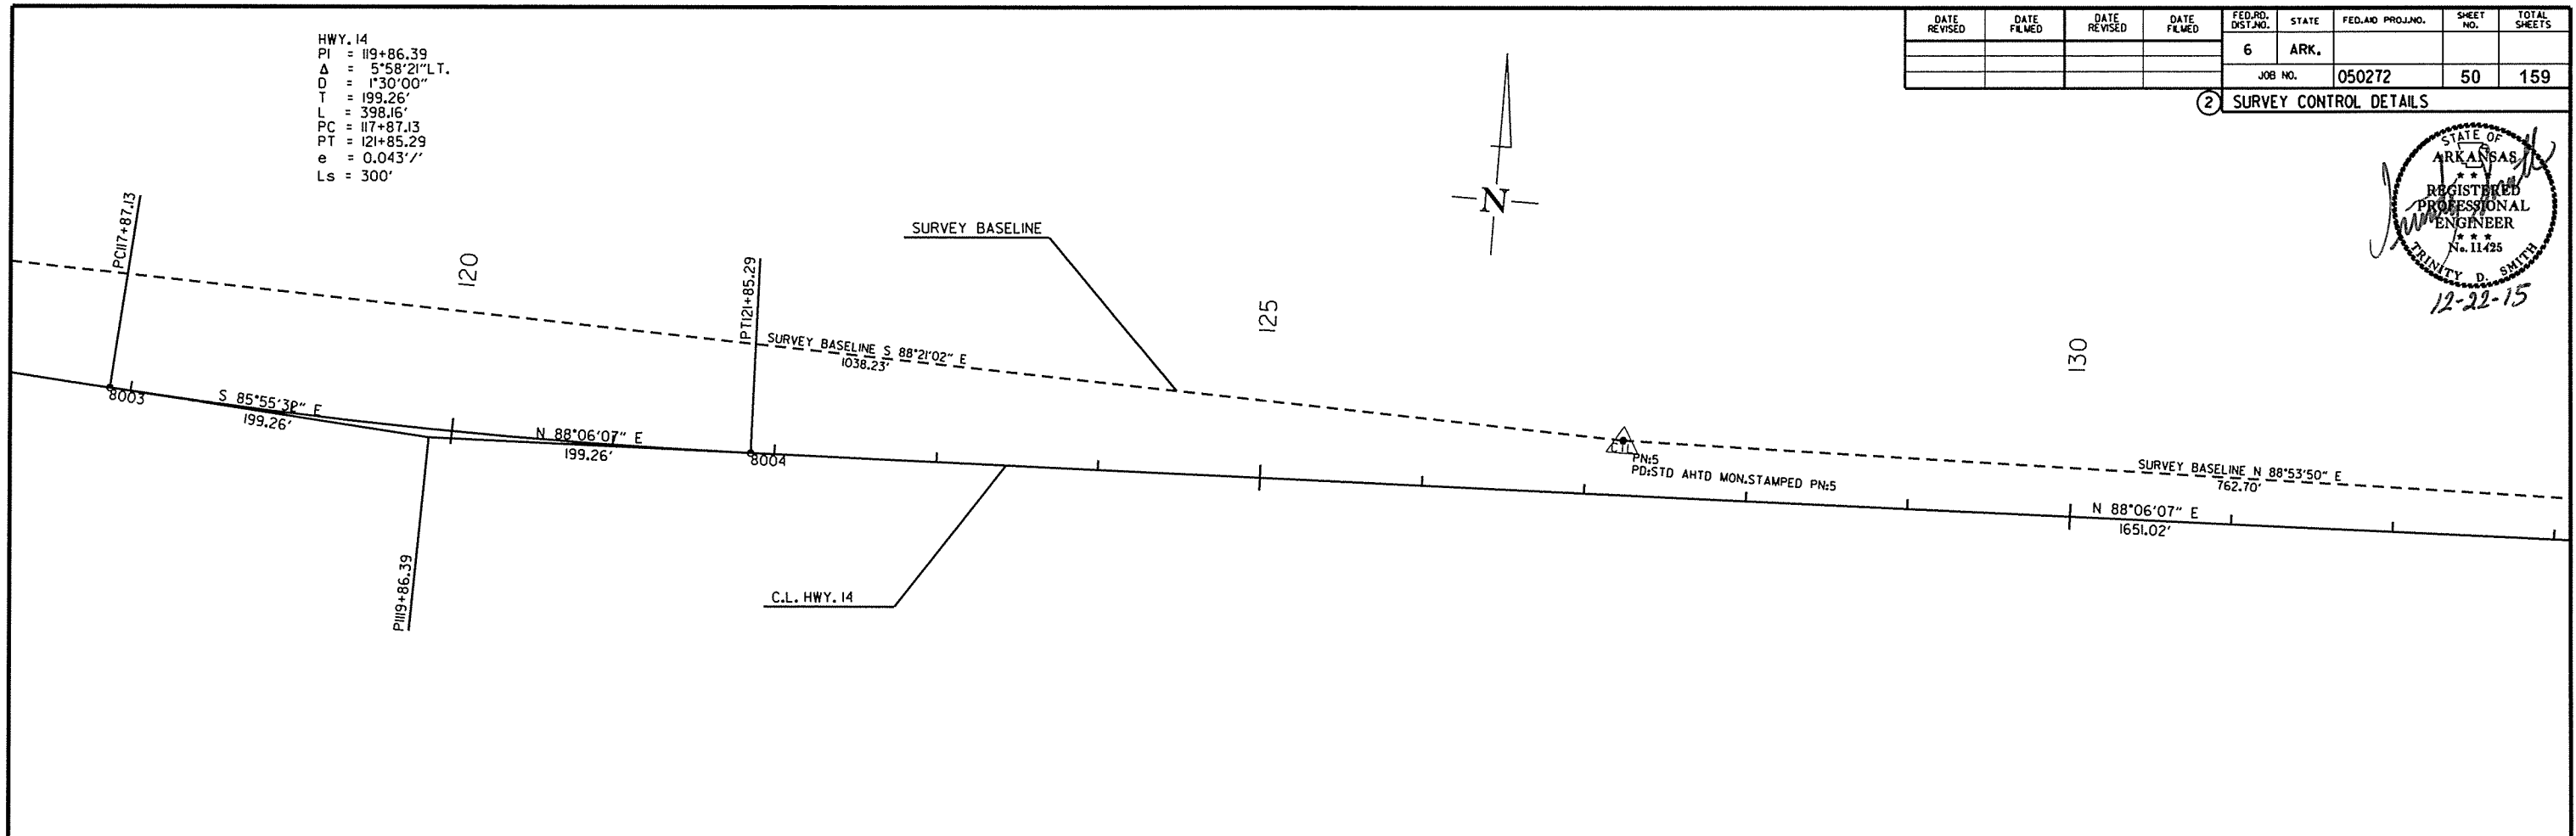 HWY. 14
PI = 119+86.39
Δ = 5°58'21" LT.
D = 1°30'00"
T = 199.26'
L = 398.16'
PC = 117+87.13
PT = 121+85.29
e = 0.043'/'
Ls = 300'
DATE REVISED
DATE FILMED
DATE REVISED
DATE FILMED
FED.RD. DIST.NO.
STATE
FED.AID PROJ.NO.
SHEET NO.
TOTAL SHEETS
6
ARK.
JOB NO.
050272
50
159
2
SURVEY CONTROL DETAILS
STATE OF
ARKANSAS
★ ★ ★
REGISTERED
PROFESSIONAL
ENGINEER
★ ★ ★
No. 11425
TRINITY D. SMITH
12-22-15
N
PC117+87.13
120
PT121+85.29
SURVEY BASELINE
125
130
SURVEY BASELINE S 88°21'02" E
1038.23'
8003
S 85°55'32" E
199.26'
N 88°06'07" E
199.26'
8004
CTL
PN:5
PD:STD AHTD MON.STAMPED PN:5
SURVEY BASELINE N 88°53'50" E
762.70'
N 88°06'07" E
1651.02'
PI119+86.39
C.L. HWY. 14